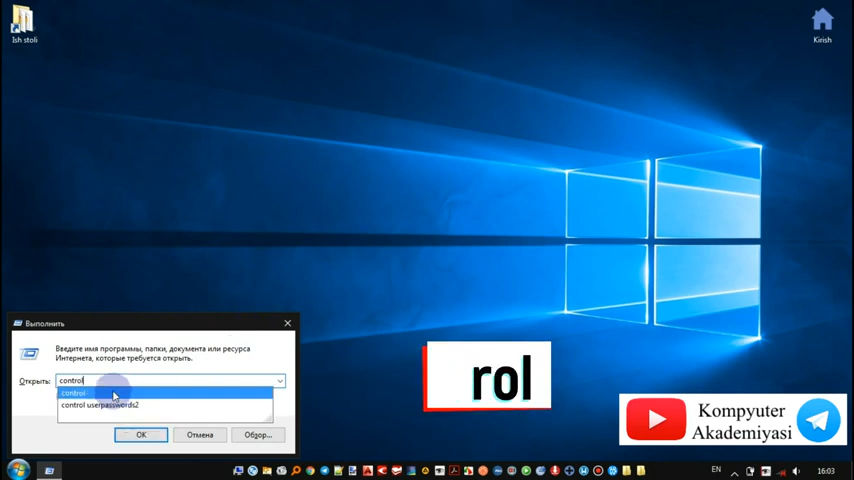 Ish stoli
Kirish
Выполнить
Введите имя программы, папки, документа или ресурса
Интернета, которые требуется открыть.
Открыть:
control
control
control userpasswords2
OK
Отмена
Обзор...
rol
Kompyuter
Akademiyasi
EN
16:03